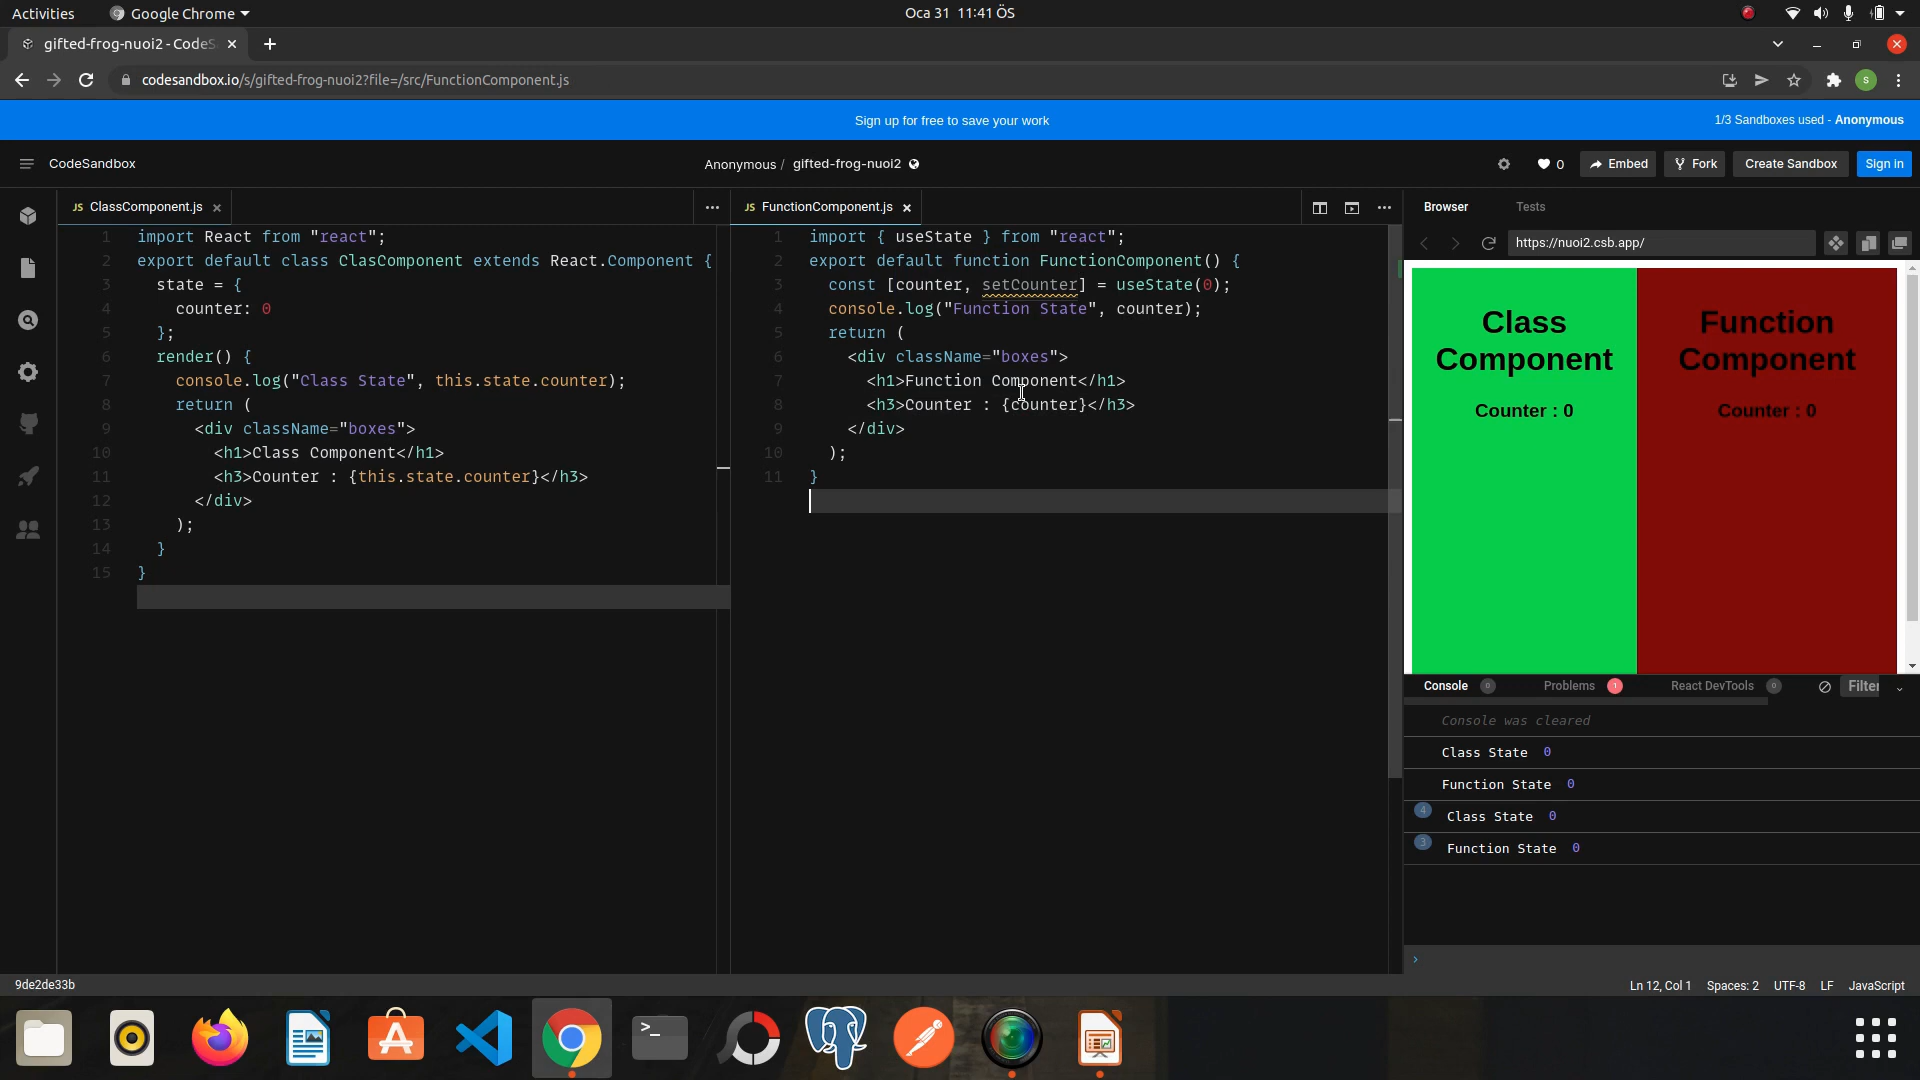 Activities
Google Chrome
Oca 31 11:41 ÖS
gifted-frog-nuoi2 - CodeS
codesandbox.io/s/gifted-frog-nuoi2?file=/src/FunctionComponent.js
S
Sign up for free to save your work
1/3 Sandboxes used - Anonymous
CodeSandbox
Anonymous / gifted-frog-nuoi2
0
Embed
Fork
Create Sandbox
Sign in
JS ClassComponent.js
1 import React from "react";
2 export default class ClasComponent extends React.Component {
3 state = {
4 counter: 0
5 };
6 render() {
7 console.log("Class State", this.state.counter);
8 return (
9 <div className="boxes">
10 <h1>Class Component</h1>
11 <h3>Counter : {this.state.counter}</h3>
12 </div>
13 );
14 }
15 }
JS FunctionComponent.js
1 import { useState } from "react";
2 export default function FunctionComponent() {
3 const [counter, setCounter] = useState(0);
4 console.log("Function State", counter);
5 return (
6 <div className="boxes">
7 <h1>Function Component</h1>
8 <h3>Counter : {counter}</h3>
9 </div>
10 );
11 }
Browser
Tests
https://nuoi2.csb.app/
Class
Component
Counter : 0
Function
Component
Counter : 0
Console 0
Problems 1
React DevTools 0
Filter
Console was cleared
Class State 0
Function State 0
4 Class State 0
3 Function State 0
9de2de33b
Ln 12, Col 1
Spaces: 2
UTF-8
LF
JavaScript